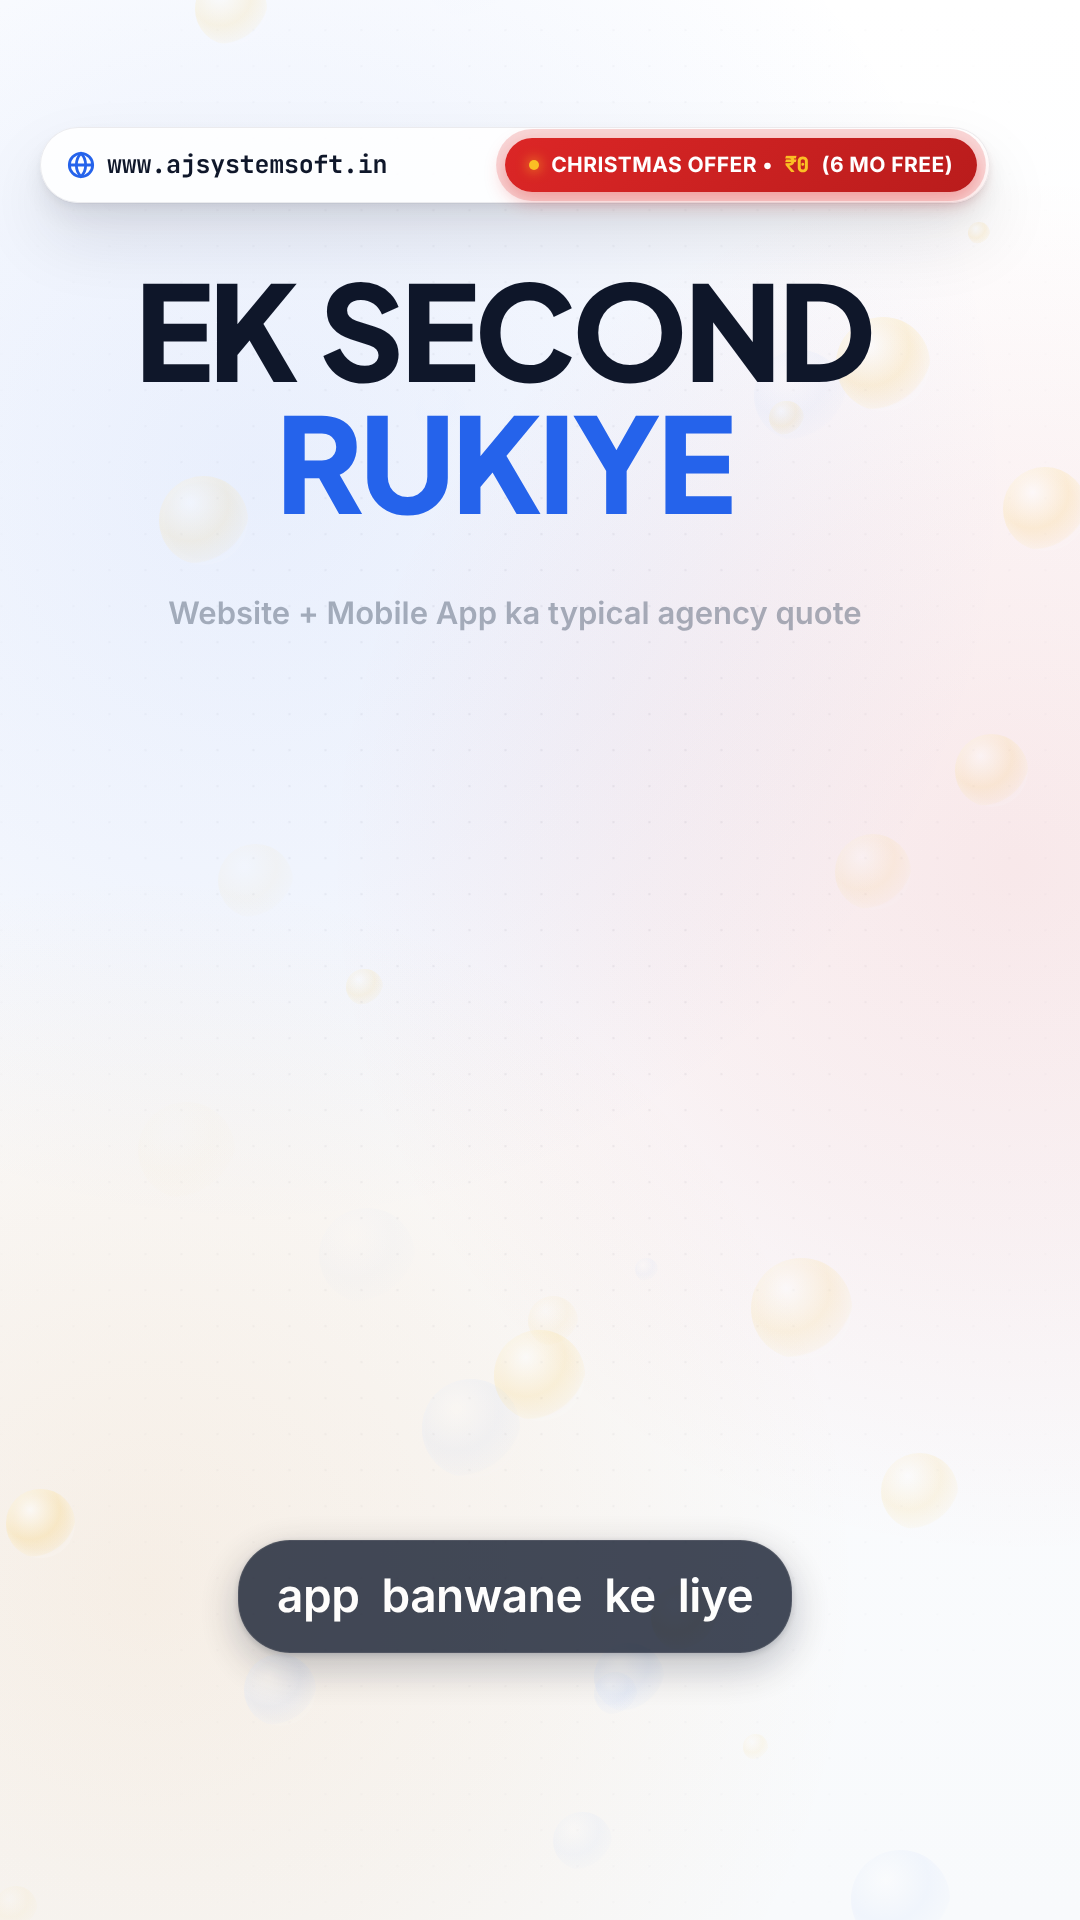 www.ajsystemsoft.in
CHRISTMAS OFFER • ₹0 (6 MO FREE)
EK SECOND
RUKIYE
Website + Mobile App ka typical agency quote
app banwane ke liye